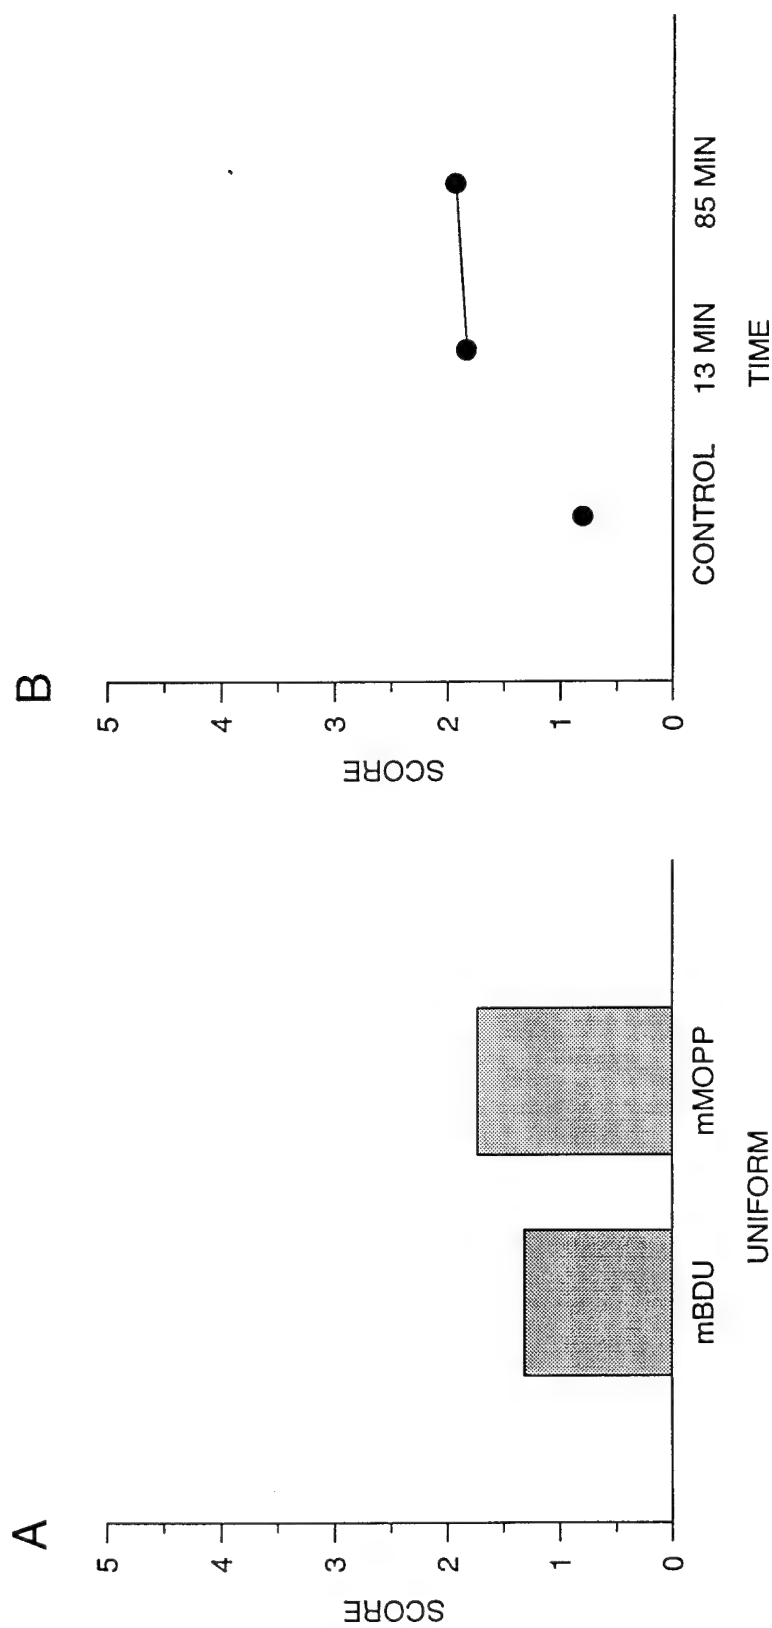 A
SCORE
5
4
3
2
1
0
mBDU
mMOPP
UNIFORM
B
SCORE
5
4
3
2
1
0
CONTROL
13 MIN
85 MIN
TIME